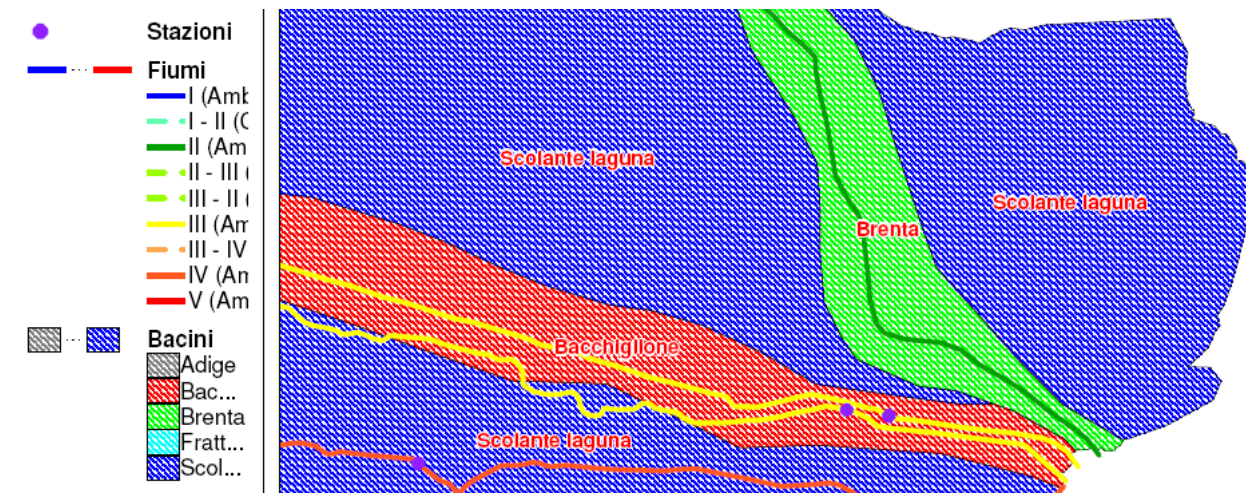 Stazioni
Fiumi
I (Amb
I - II (C
II (Am
II - III (
III - II (
III (Am
III - IV
IV (Am
V (Am
Bacini
Adige
Bac...
Brenta
Fratt...
Scol...
Scolante laguna
Scolante laguna
Brenta
Bacchiglione
Scolante laguna